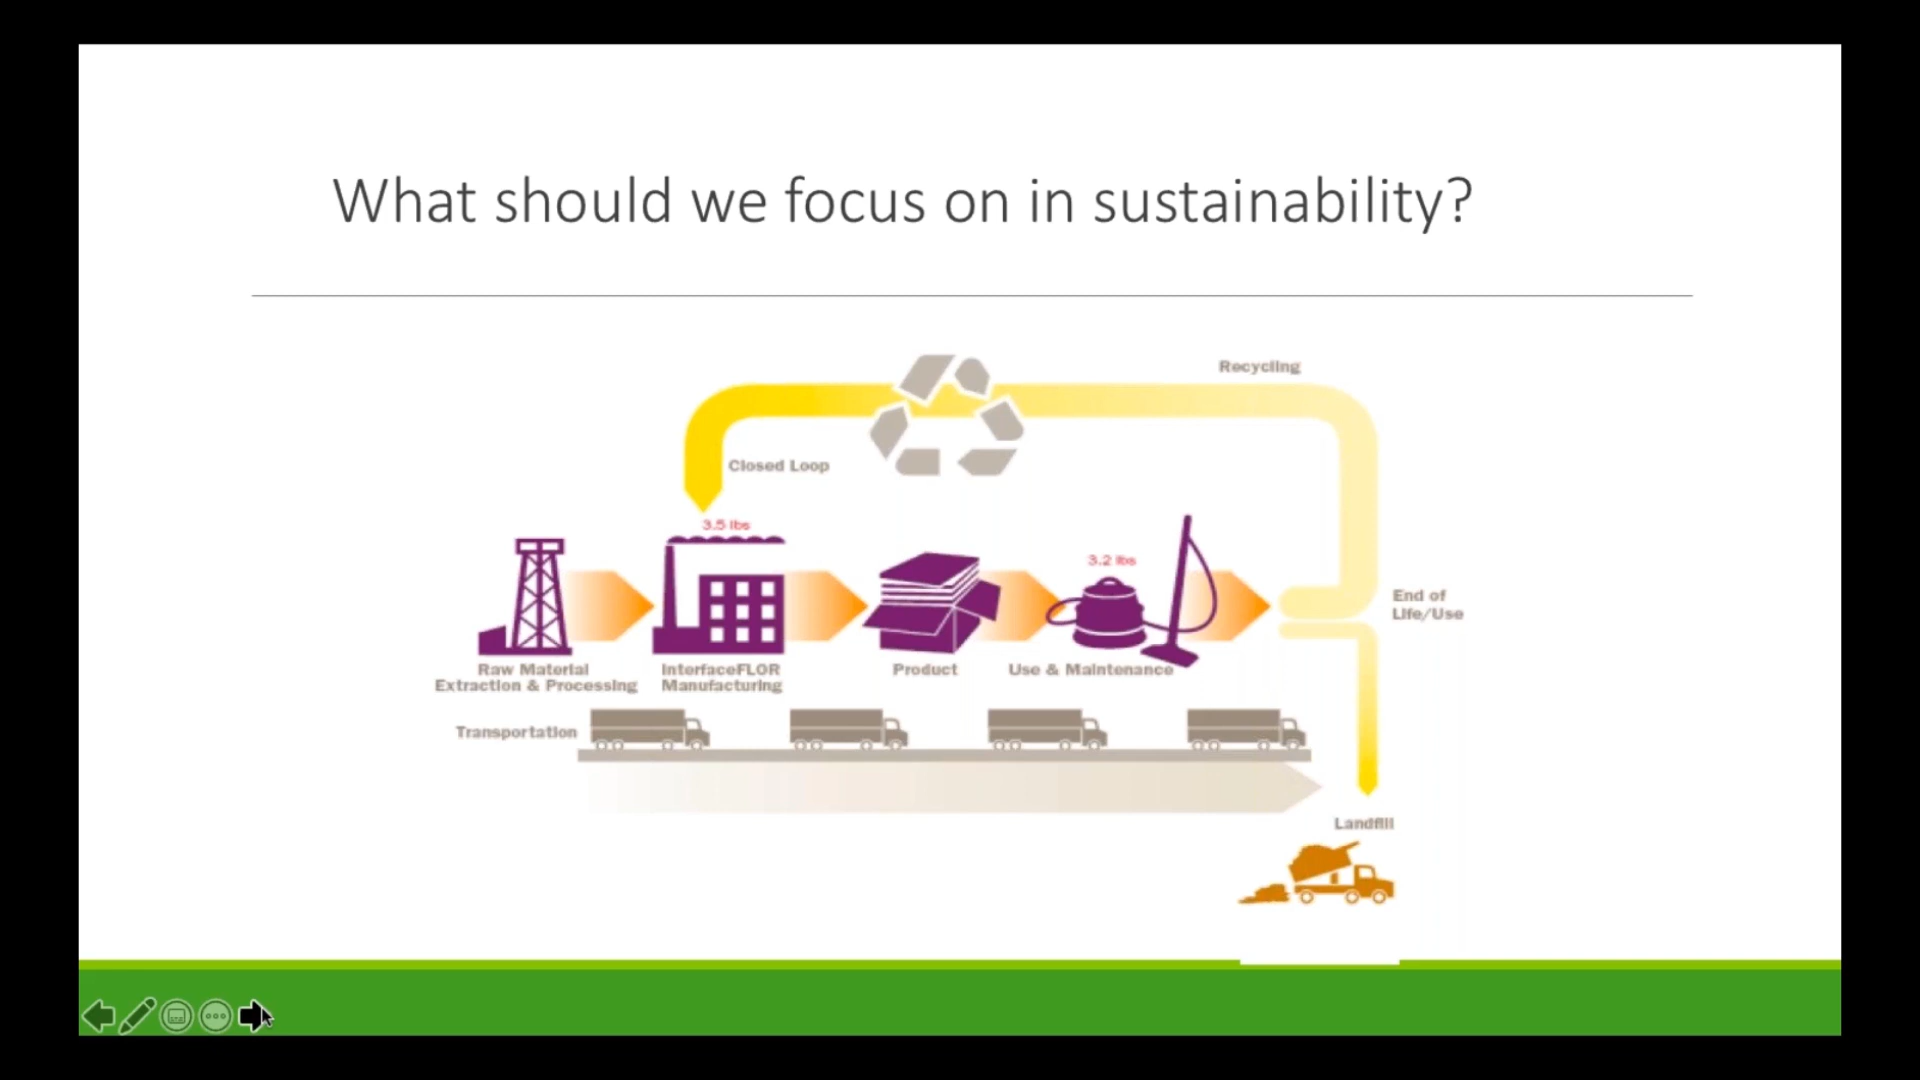 What should we focus on in sustainability?
Recycling
Closed Loop
3.5 lbs
3.2 lbs
End of
Life/Use
Raw Material
Extraction & Processing
InterfaceFLOR
Manufacturing
Product
Use & Maintenance
Transportation
Landfill